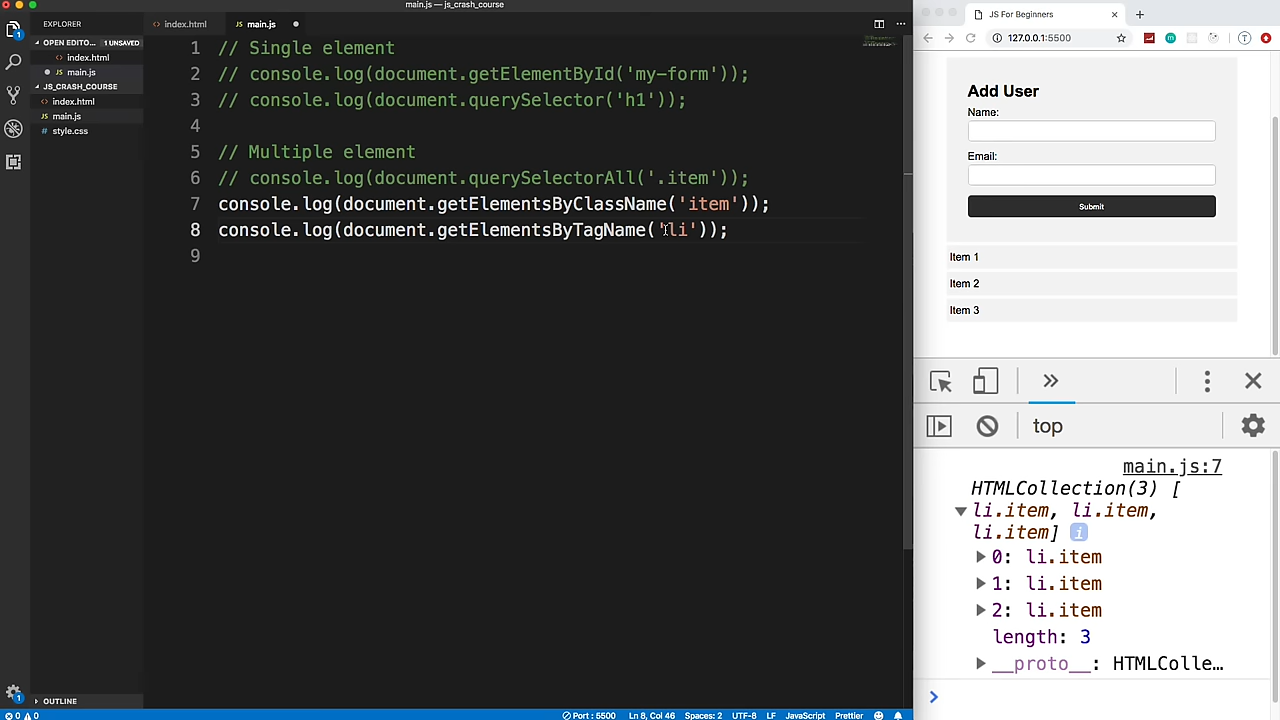 main.js — js_crash_course
EXPLORER
OPEN EDITO... 1 UNSAVED
index.html
main.js
JS_CRASH_COURSE
index.html
JS main.js
# style.css
OUTLINE
index.html
JS main.js
1 // Single element
2 // console.log(document.getElementById('my-form'));
3 // console.log(document.querySelector('h1'));
4
5 // Multiple element
6 // console.log(document.querySelectorAll('.item'));
7 console.log(document.getElementsByClassName('item'));
8 console.log(document.getElementsByTagName('li'));
9
0 0 Port : 5500 Ln 8, Col 46 Spaces: 2 UTF-8 LF JavaScript Prettier
JS For Beginners
127.0.0.1:5500
Add User
Name:
Email:
Submit
Item 1
Item 2
Item 3
top
main.js:7
HTMLCollection(3) [
li.item, li.item,
li.item]
0: li.item
1: li.item
2: li.item
length: 3
__proto__: HTMLColle…